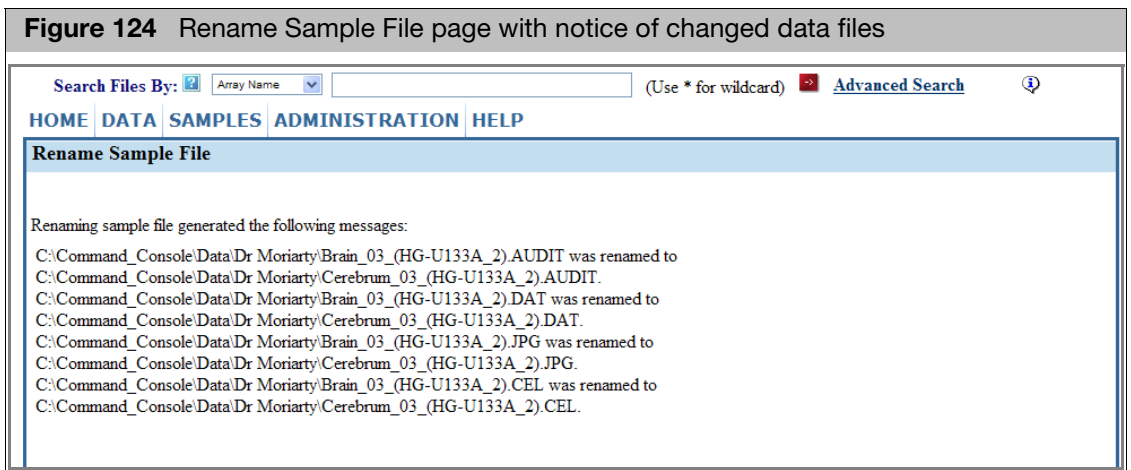 Figure 124 Rename Sample File page with notice of changed data files
Search Files By: ? Array Name (Use * for wildcard) Advanced Search
HOME DATA SAMPLES ADMINISTRATION HELP
Rename Sample File
Renaming sample file generated the following messages:
C:\Command_Console\Data\Dr Moriarty\Brain_03_(HG-U133A_2).AUDIT was renamed to
C:\Command_Console\Data\Dr Moriarty\Cerebrum_03_(HG-U133A_2).AUDIT.
C:\Command_Console\Data\Dr Moriarty\Brain_03_(HG-U133A_2).DAT was renamed to
C:\Command_Console\Data\Dr Moriarty\Cerebrum_03_(HG-U133A_2).DAT.
C:\Command_Console\Data\Dr Moriarty\Brain_03_(HG-U133A_2).JPG was renamed to
C:\Command_Console\Data\Dr Moriarty\Cerebrum_03_(HG-U133A_2).JPG.
C:\Command_Console\Data\Dr Moriarty\Brain_03_(HG-U133A_2).CEL was renamed to
C:\Command_Console\Data\Dr Moriarty\Cerebrum_03_(HG-U133A_2).CEL.